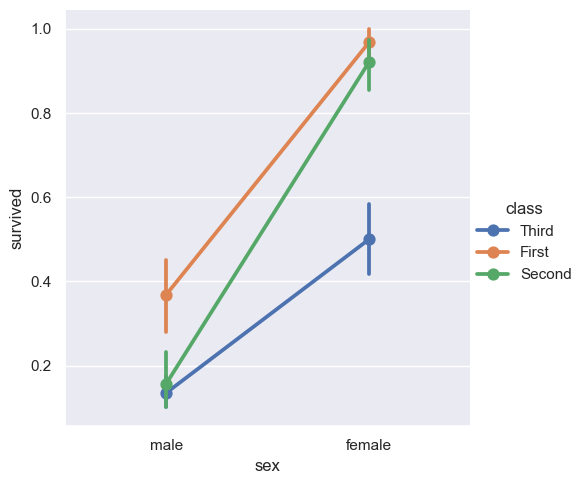 1.0
0.8
0.6
0.4
0.2
survived
male
female
sex
class
Third
First
Second